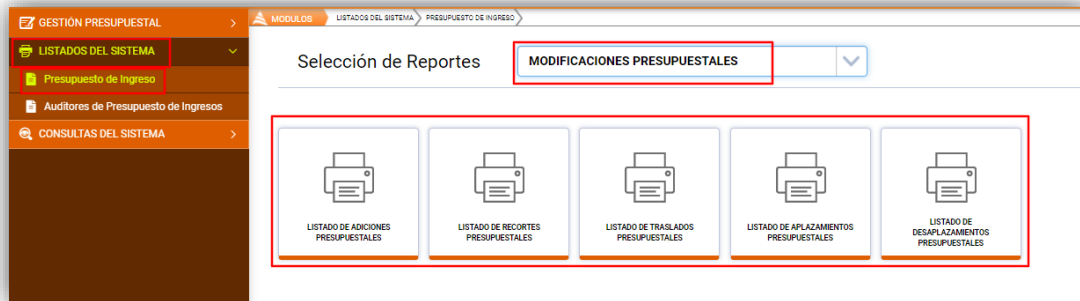 GESTIÓN PRESUPUESTAL
LISTADOS DEL SISTEMA
Presupuesto de Ingreso
Auditores de Presupuesto de Ingresos
CONSULTAS DEL SISTEMA
MODULOS LISTADOS DEL SISTEMA PRESUPUESTO DE INGRESO
Selección de Reportes
MODIFICACIONES PRESUPUESTALES
LISTADO DE ADICIONES
PRESUPUESTALES
LISTADO DE RECORTES
PRESUPUESTALES
LISTADO DE TRASLADOS
PRESUPUESTALES
LISTADO DE APLAZAMIENTOS
PRESUPUESTALES
LISTADO DE
DESAPLAZAMIENTOS
PRESUPUESTALES